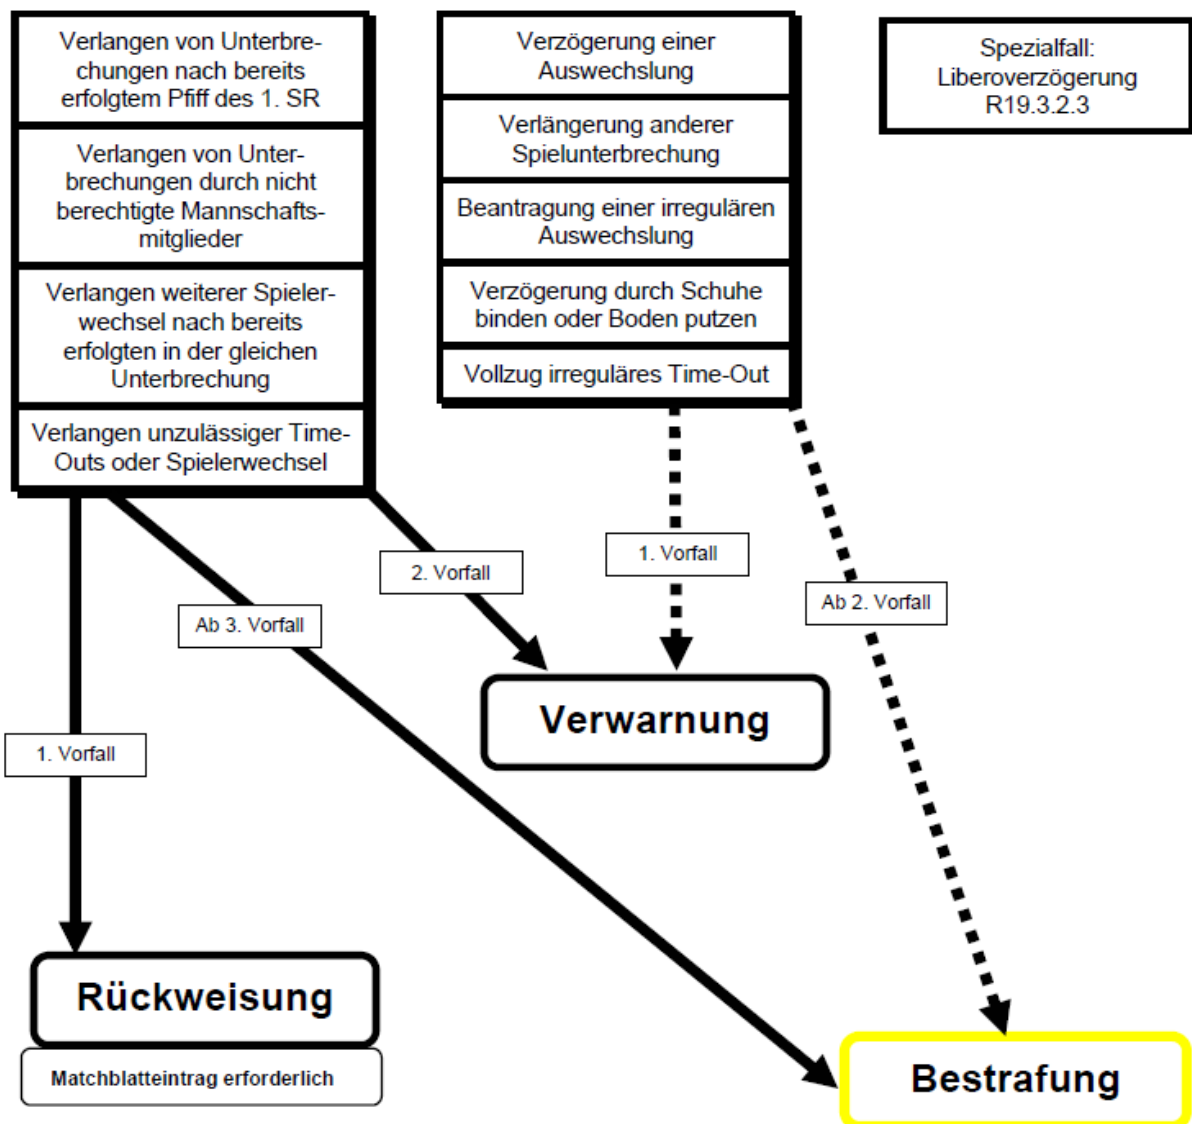 Verlangen von Unterbre-
chungen nach bereits
erfolgtem Pfiff des 1. SR
Verlangen von Unter-
brechungen durch nicht
berechtigte Mannschafts-
mitglieder
Verlangen weiterer Spieler-
wechsel nach bereits
erfolgten in der gleichen
Unterbrechung
Verlangen unzulässiger Time-
Outs oder Spielerwechsel
Verzögerung einer
Auswechslung
Verlängerung anderer
Spielunterbrechung
Beantragung einer irregulären
Auswechslung
Verzögerung durch Schuhe
binden oder Boden putzen
Vollzug irreguläres Time-Out
Spezialfall:
Liberoverzögerung
R19.3.2.3
1. Vorfall
2. Vorfall
Ab 2. Vorfall
Ab 3. Vorfall
Verwarnung
1. Vorfall
Rückweisung
Matchblatteintrag erforderlich
Bestrafung